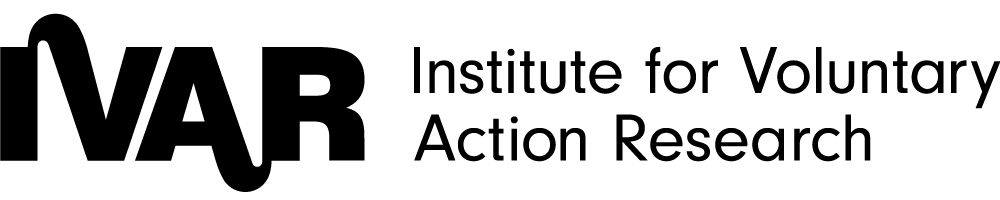 IVAR
Institute for Voluntary
Action Research